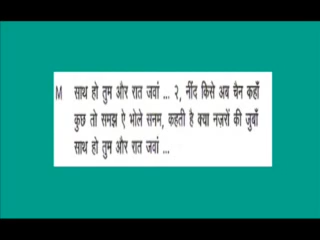 M साथ हो तुम और रात जवां ... २, नींद किसे अब चैन कहाँ
कुछ तो समझ ऐ भोले सनम, कहती है क्या नज़रों की जुबाँ
साथ हो तुम और रात जवां ...